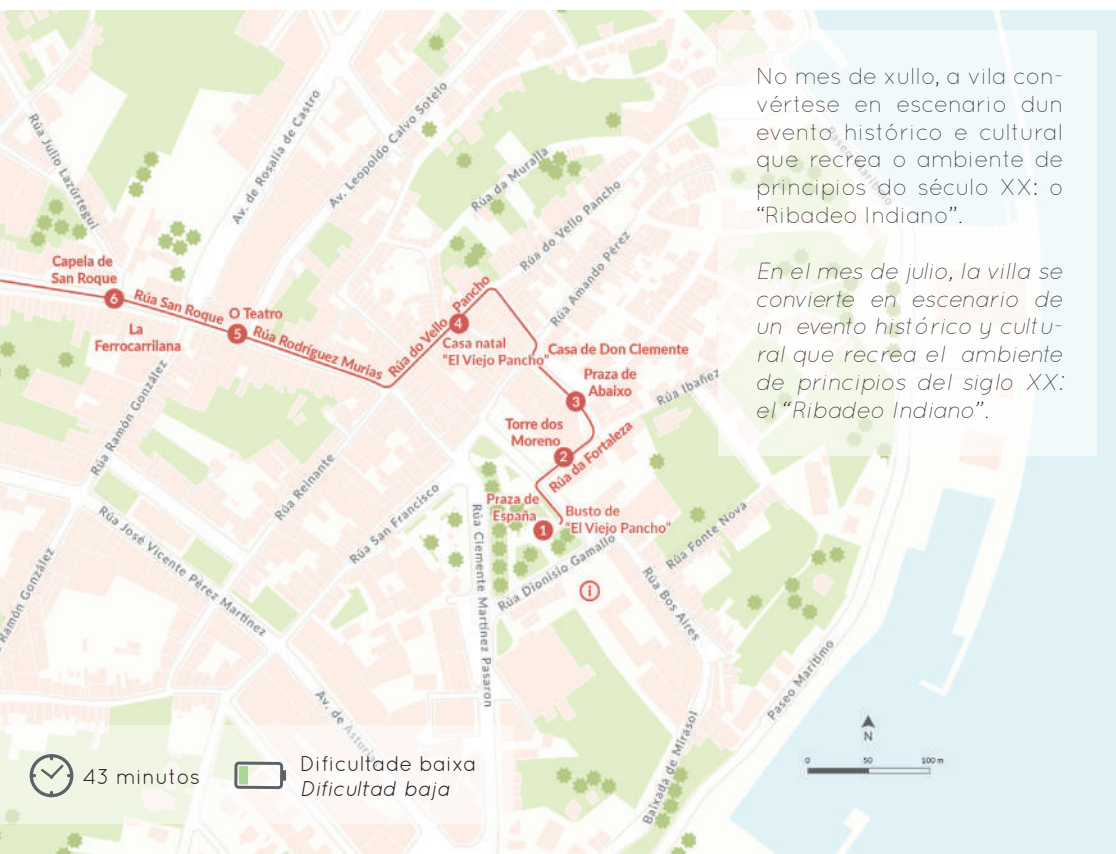 No mes de xullo, a vila con-
vértese en escenario dun
evento histórico e cultural
que recrea o ambiente de
principios do século XX: o
“Ribadeo Indiano”.
En el mes de julio, la villa se
convierte en escenario de
un evento histórico y cultu-
ral que recrea el ambiente
de principios del siglo XX:
el “Ribadeo Indiano”.
Paseo Marítimo
Rúa Julio Lazúrtegui
Av. de Rosalía de Castro
Av. Leopoldo Calvo Sotelo
Rúa da Muralla
Rúa do Vello Pancho
Rúa Amando Pérez
Capela de
San Roque
6
Rúa San Roque
O Teatro
5
La
Ferrocarrilana
Rúa Rodríguez Murias
Rúa do Vello Pancho
4
Casa natal
"El Viejo Pancho"
Casa de Don Clemente
Praza de
Abaixo
3
Rúa Ibañez
Torre dos
Moreno
2
Rúa da Fortaleza
Rúa Ramón González
Rúa Reinante
Rúa San Francisco
Praza de
España
1
Busto de
"El Viejo Pancho"
Rúa Clemente Martínez Pasaron
Rúa Dionisio Gamallo
Rúa Fonte Nova
i
Rúa Bos Aires
Rúa José Vicente Pérez Martínez
Ramón González
Av. de Asturia
Paseo Marítimo
Baixada de Mirasol
N
0 50 100 m
43 minutos
Dificultade baixa
Dificultad baja